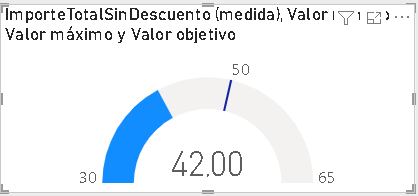 ImporteTotalSinDescuento (medida), Valor
Valor máximo y Valor objetivo
50
42,00
30
65